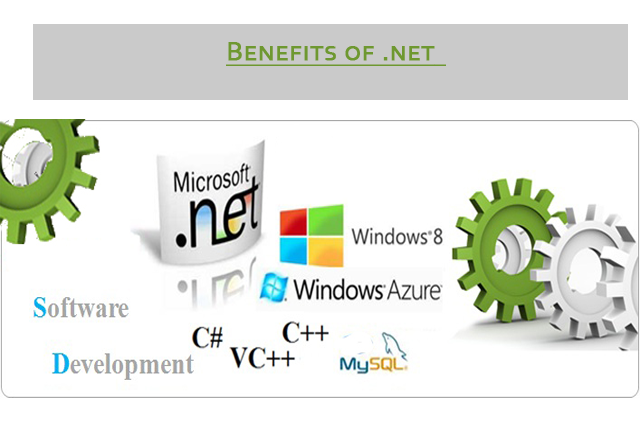 Benefits of .net
Microsoft
.net
Windows 8
Windows Azure
Software
C#
C++
VC++
Development
MySQL